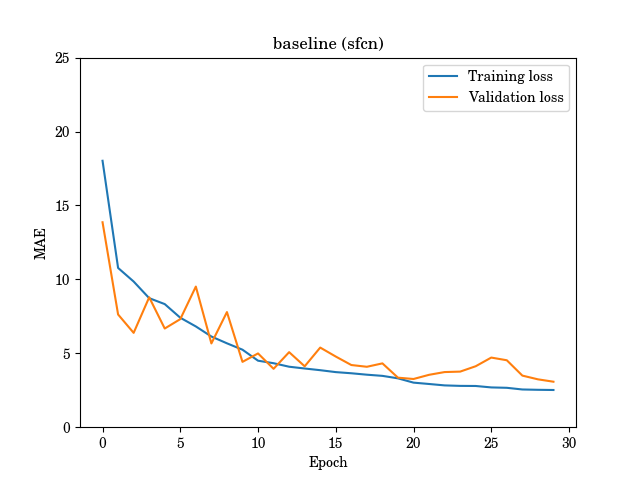 baseline (sfcn)
25
20
15
10
5
0
MAE
Training loss
Validation loss
0 5 10 15 20 25 30
Epoch